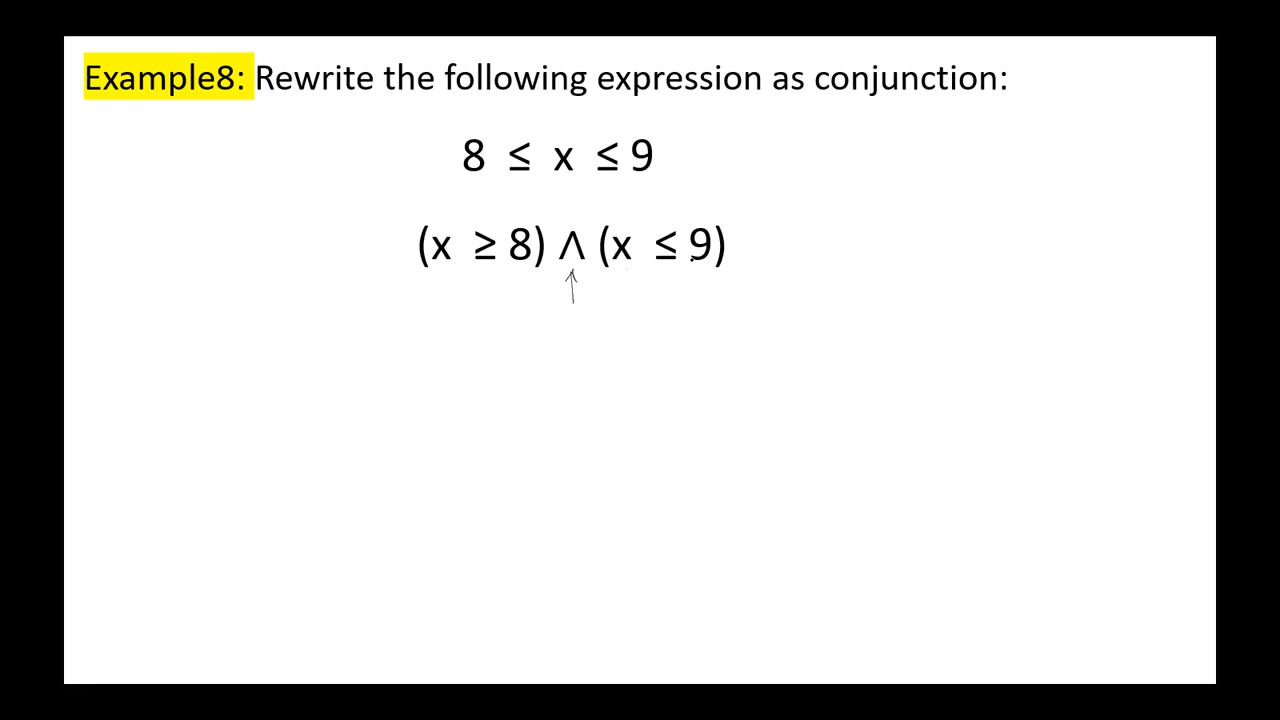 Example8: Rewrite the following expression as conjunction:
8 ≤ x ≤ 9
(x ≥ 8) ∧ (x ≤ 9)